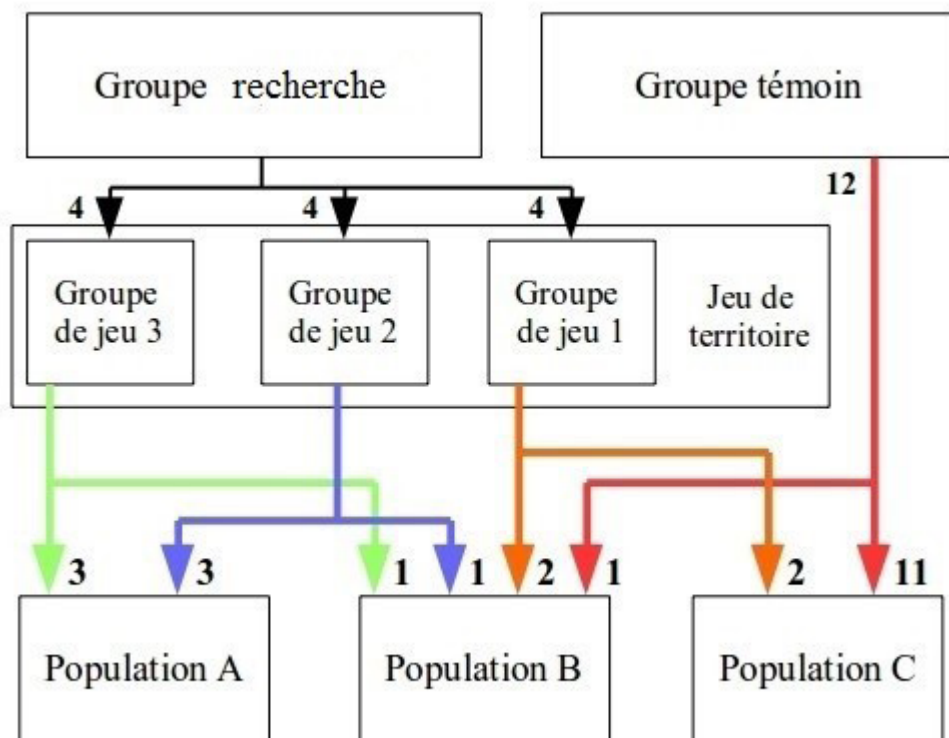 Groupe recherche
Groupe témoin
12
4
4
4
Groupe
de jeu 3
Groupe
de jeu 2
Groupe
de jeu 1
Jeu de
territoire
3
3
1
1
2
1
2
11
Population A
Population B
Population C